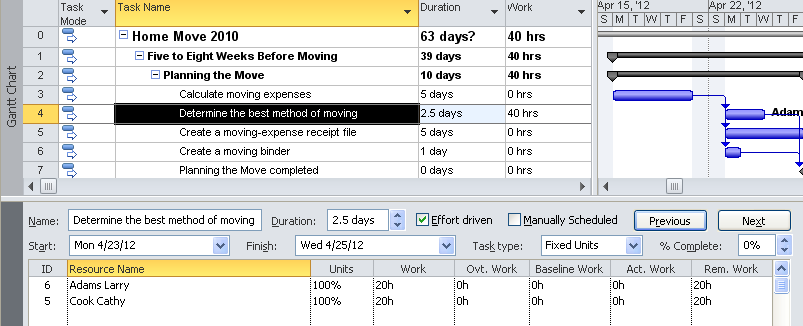 Task Mode Task Name Duration Work Apr 15, '12 Apr 22, '12
S M T W T F S S M T W T F
Gantt Chart
0 Home Move 2010 63 days? 40 hrs
1 Five to Eight Weeks Before Moving 39 days 40 hrs
2 Planning the Move 10 days 40 hrs
3 Calculate moving expenses 5 days 0 hrs
4 Determine the best method of moving 2.5 days 40 hrs Adam
5 Create a moving-expense receipt file 5 days 0 hrs
6 Create a moving binder 1 day 0 hrs
7 Planning the Move completed 0 days 0 hrs
Name: Determine the best method of moving Duration: 2.5 days Effort driven Manually Scheduled Previous Next
Start: Mon 4/23/12 Finish: Wed 4/25/12 Task type: Fixed Units % Complete: 0%
ID Resource Name Units Work Ovt. Work Baseline Work Act. Work Rem. Work
6 Adams Larry 100% 20h 0h 0h 0h 20h
5 Cook Cathy 100% 20h 0h 0h 0h 20h